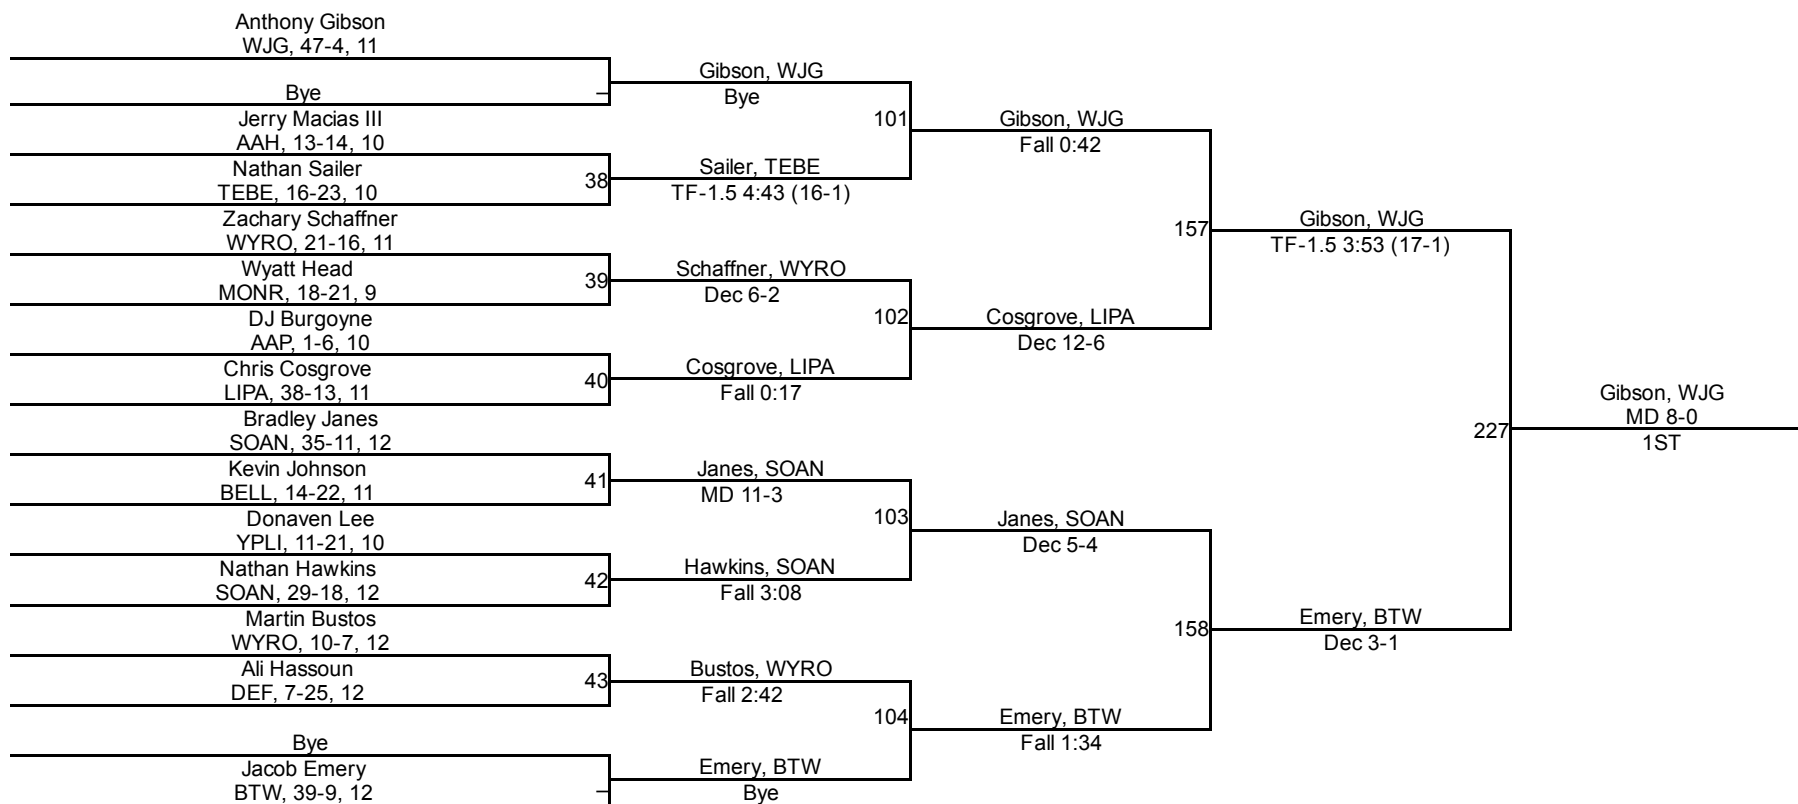 Anthony Gibson
WJG, 47-4, 11
Bye
Jerry Macias III
AAH, 13-14, 10
Nathan Sailer
TEBE, 16-23, 10
Zachary Schaffner
WYRO, 21-16, 11
Wyatt Head
MONR, 18-21, 9
DJ Burgoyne
AAP, 1-6, 10
Chris Cosgrove
LIPA, 38-13, 11
Bradley Janes
SOAN, 35-11, 12
Kevin Johnson
BELL, 14-22, 11
Donaven Lee
YPLI, 11-21, 10
Nathan Hawkins
SOAN, 29-18, 12
Martin Bustos
WYRO, 10-7, 12
Ali Hassoun
DEF, 7-25, 12
Bye
Jacob Emery
BTW, 39-9, 12
–
38
39
40
41
42
43
–
Gibson, WJG
Bye
Sailer, TEBE
TF-1.5 4:43 (16-1)
Schaffner, WYRO
Dec 6-2
Cosgrove, LIPA
Fall 0:17
Janes, SOAN
MD 11-3
Hawkins, SOAN
Fall 3:08
Bustos, WYRO
Fall 2:42
Emery, BTW
Bye
101
102
103
104
Gibson, WJG
Fall 0:42
Cosgrove, LIPA
Dec 12-6
Janes, SOAN
Dec 5-4
Emery, BTW
Fall 1:34
157
158
Gibson, WJG
TF-1.5 3:53 (17-1)
Emery, BTW
Dec 3-1
227
Gibson, WJG
MD 8-0
1ST